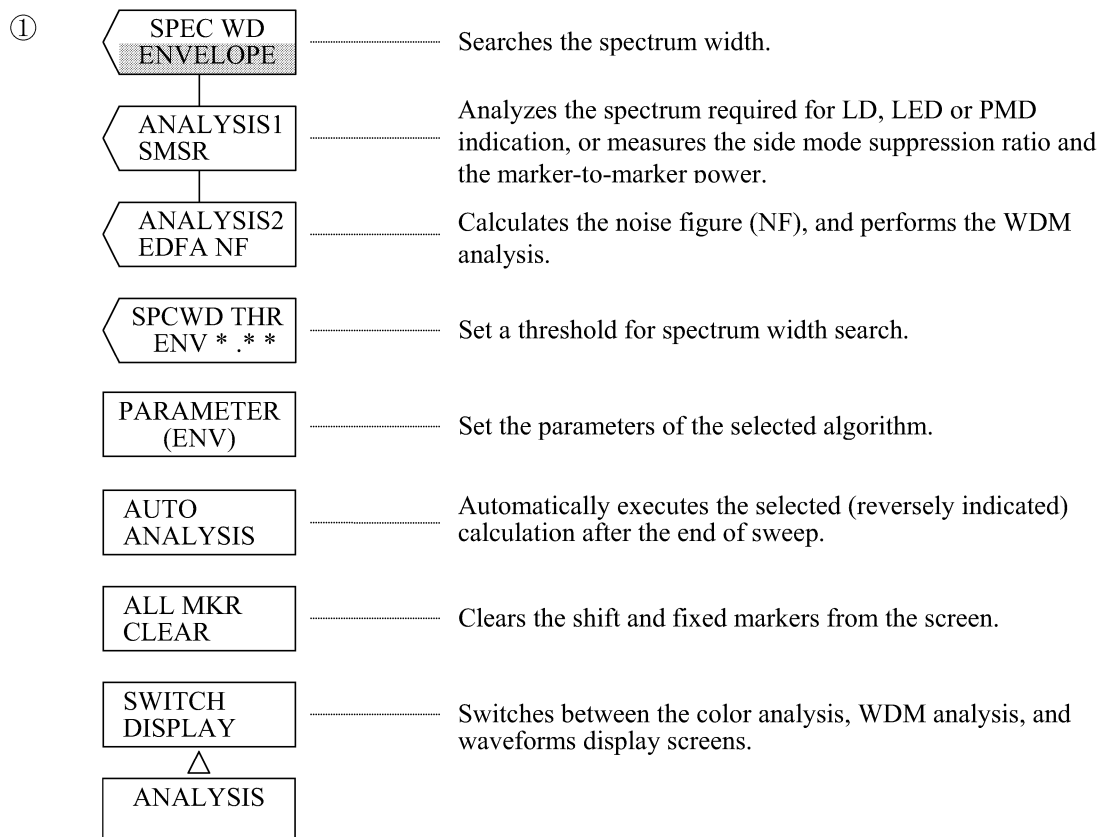 ①
SPEC WD
ENVELOPE
Searches the spectrum width.
ANALYSIS1
SMSR
Analyzes the spectrum required for LD, LED or PMD
indication, or measures the side mode suppression ratio and
the marker-to-marker power.
ANALYSIS2
EDFA NF
Calculates the noise figure (NF), and performs the WDM
analysis.
SPCWD THR
ENV * .* *
Set a threshold for spectrum width search.
PARAMETER
(ENV)
Set the parameters of the selected algorithm.
AUTO
ANALYSIS
Automatically executes the selected (reversely indicated)
calculation after the end of sweep.
ALL MKR
CLEAR
Clears the shift and fixed markers from the screen.
SWITCH
DISPLAY
Switches between the color analysis, WDM analysis, and
waveforms display screens.
ANALYSIS